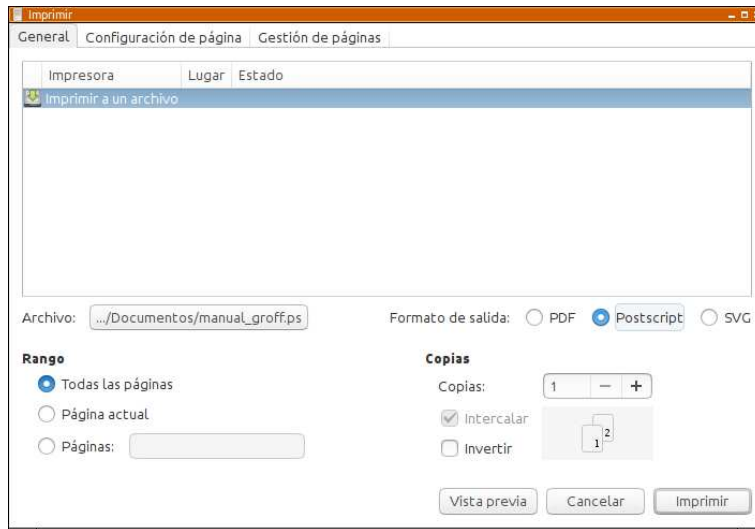 Imprimir
General Configuración de página Gestión de páginas
Impresora Lugar Estado
Imprimir a un archivo
Archivo: .../Documentos/manual_groff.ps Formato de salida: PDF Postscript SVG
Rango Copias
Todas las páginas Copias: 1 − +
Página actual Intercalar
Páginas: Invertir
1 2
Vista previa Cancelar Imprimir